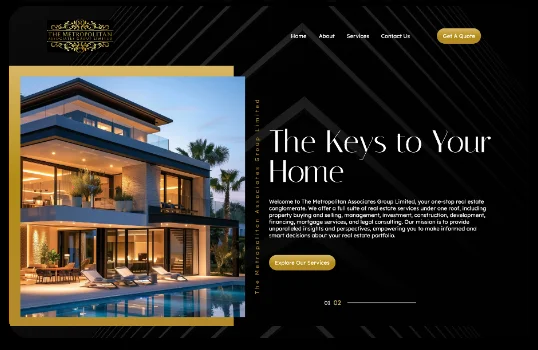 THE METROPOLITAN
ASSOCIATES GROUP LIMITED
Home About Services Contact Us Get A Quote
The Metropolitan Associates Group Limited
The Keys to Your
Home
Welcome to The Metropolitan Associates Group Limited, your one-stop real estate
conglomerate. We offer a full suite of real estate services under one roof, including
property buying and selling, management, investment, construction, development,
financing, mortgage services, and legal consulting. Our mission is to provide
unparalleled insights and perspectives, empowering you to make informed and
smart decisions about your real estate portfolio.
Explore Our Services
01 02